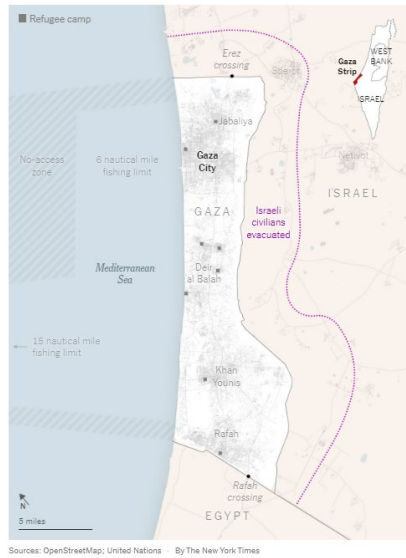 Refugee camp
Erez
crossing
Sderot
WEST
BANK
Gaza
Strip
ISRAEL
Jabaliya
Gaza
City
No-access
zone
6 nautical mile
fishing limit
Netivot
ISRAEL
GAZA
Israeli
civilians
evacuated
Mediterranean
Sea
Deir
al Balah
15 nautical mile
fishing limit
Khan
Younis
Rafah
Rafah
crossing
N
5 miles
EGYPT
Sources: OpenStreetMap; United Nations · By The New York Times